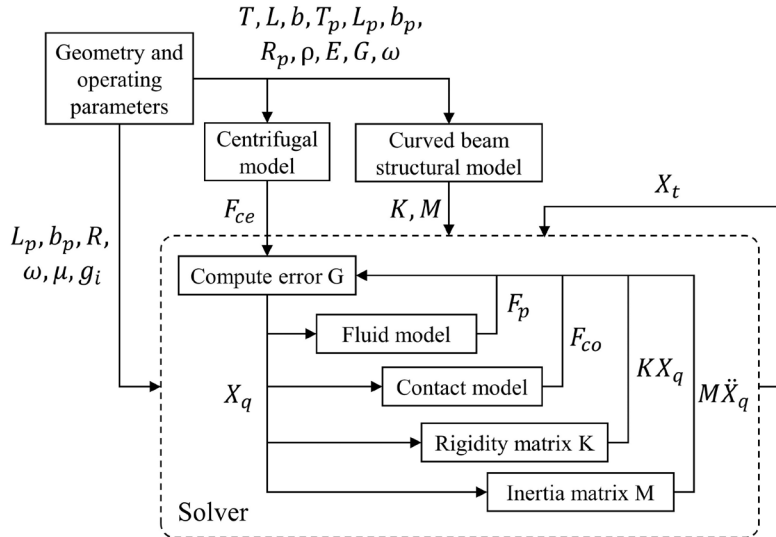 T, L, b, T_p, L_p, b_p,
R_p, ρ, E, G, ω
Geometry and
operating
parameters
Centrifugal
model
Curved beam
structural model
F_ce
K, M
X_t
L_p, b_p, R,
ω, μ, g_i
Compute error G
Fluid model
F_p
Contact model
F_co
X_q
Rigidity matrix K
KX_q
Inertia matrix M
MẌ_q
Solver